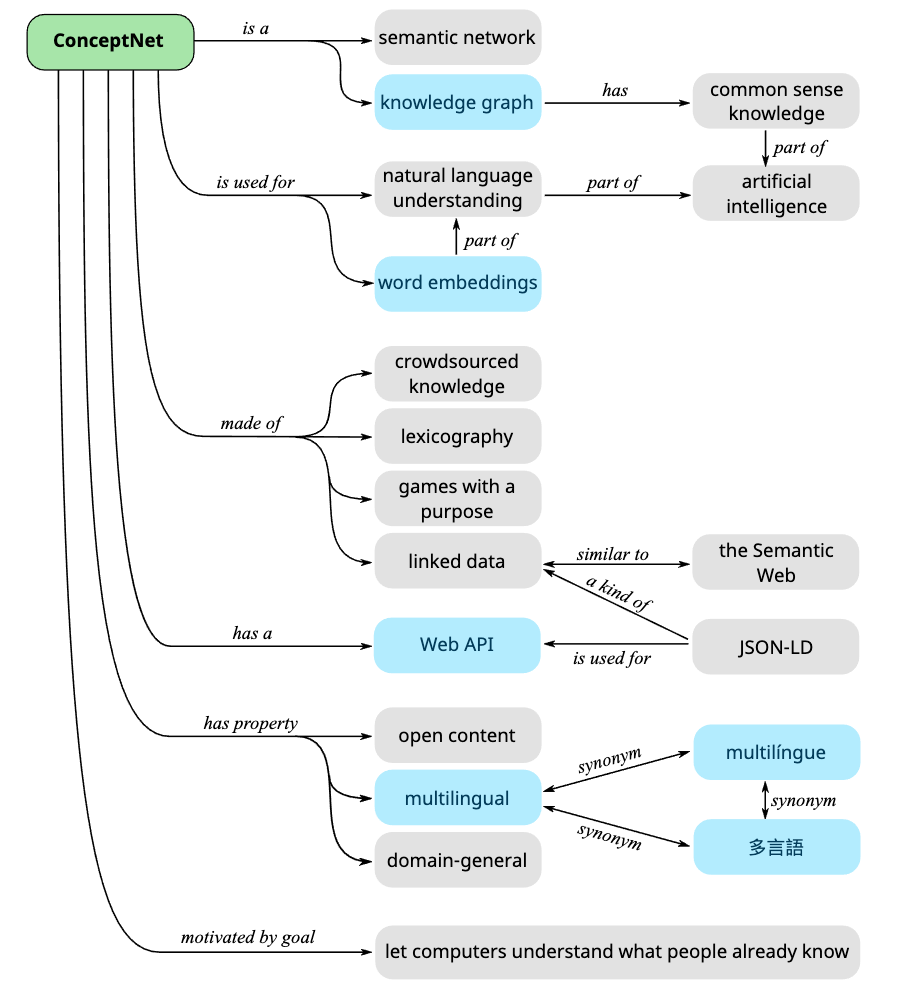 ConceptNet
is a
semantic network
knowledge graph
has
common sense
knowledge
part of
is used for
natural language
understanding
part of
artificial
intelligence
part of
word embeddings
made of
crowdsourced
knowledge
lexicography
games with a
purpose
linked data
similar to
the Semantic
Web
a kind of
has a
Web API
is used for
JSON-LD
has property
open content
multilingual
synonym
multilíngue
synonym
synonym
多言語
domain-general
motivated by goal
let computers understand what people already know